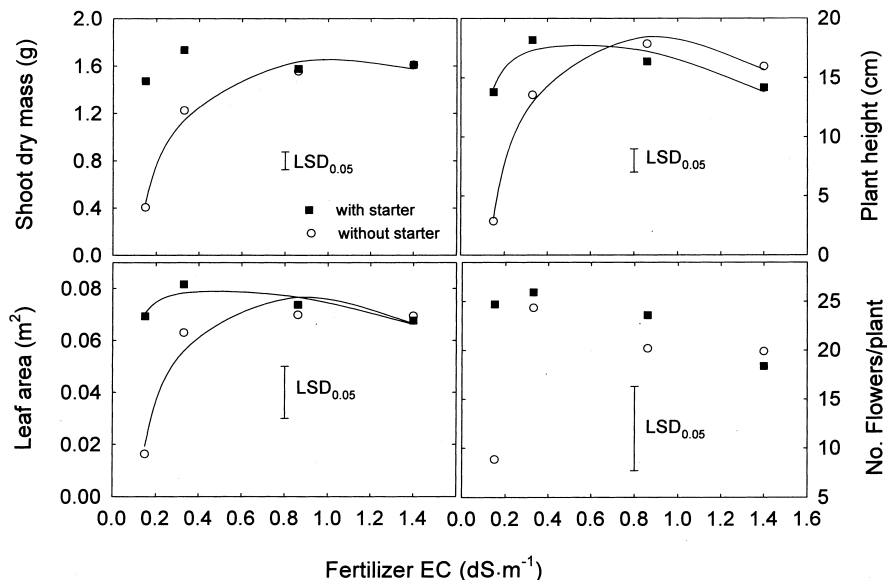 Shoot dry mass (g)
2.0
1.6
1.2
0.8
0.4
0.0
LSD0.05
with starter
without starter
20
15
10
5
0
Plant height (cm)
LSD0.05
Leaf area (m2)
0.08
0.06
0.04
0.02
0.00
LSD0.05
0.0 0.2 0.4 0.6 0.8 1.0 1.2 1.4
25
20
15
10
5
No. Flowers/plant
LSD0.05
0.0 0.2 0.4 0.6 0.8 1.0 1.2 1.4 1.6
Fertilizer EC (dS·m-1)